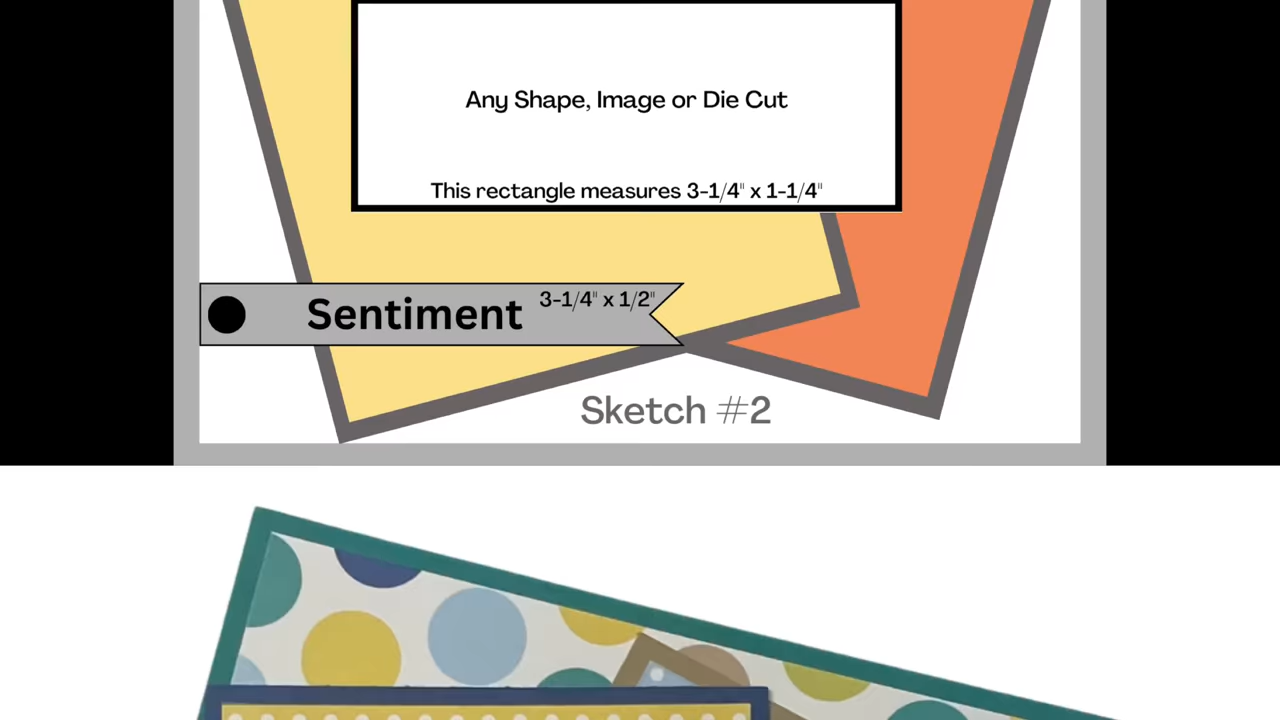 Any Shape, Image or Die Cut
This rectangle measures 3-1/4" x 1-1/4"
Sentiment 3-1/4" x 1/2"
Sketch #2